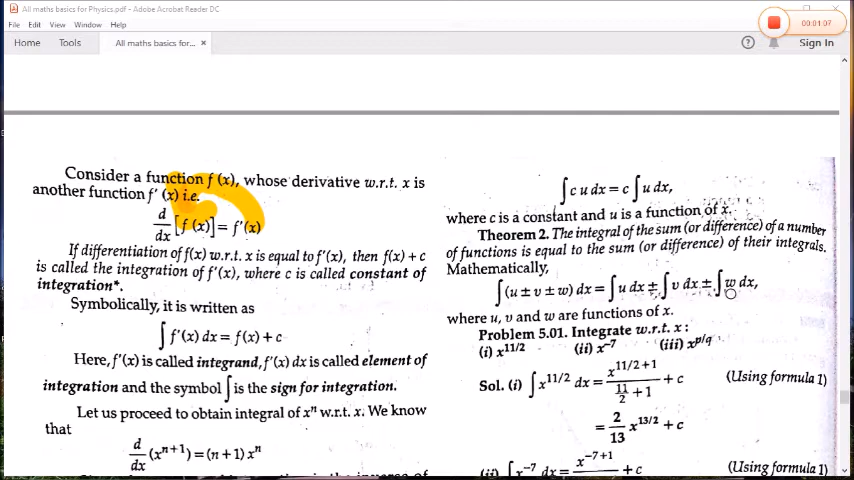 All maths basics for Physics.pdf - Adobe Acrobat Reader DC
File Edit View Window Help
00:01:07
Home Tools All maths basics for... × Sign In
Consider a function f (x), whose derivative w.r.t. x is
another function f′ (x) i.e.
d/dx [f (x)] = f′(x)
If differentiation of f(x) w.r.t. x is equal to f′(x), then f(x) + c
is called the integration of f′(x), where c is called constant of
integration*.
Symbolically, it is written as
∫ f′(x) dx = f(x) + c
Here, f′(x) is called integrand, f′(x) dx is called element of
integration and the symbol ∫ is the sign for integration.
Let us proceed to obtain integral of xⁿ w.r.t. x. We know
that
d/dx (xⁿ⁺¹) = (n + 1) xⁿ
∫ c u dx = c ∫ u dx,
where c is a constant and u is a function of x.
Theorem 2. The integral of the sum (or difference) of a number
of functions is equal to the sum (or difference) of their integrals.
Mathematically,
∫ (u ± v ± w) dx = ∫ u dx ± ∫ v dx ± ∫ w dx,
where u, v and w are functions of x.
Problem 5.01. Integrate w.r.t. x :
(i) x^(11/2) (ii) x⁻⁷ (iii) x^(p/q)
Sol. (i) ∫ x^(11/2) dx = x^(11/2+1) / (11/2 + 1) + c (Using formula 1)
= 2/13 x^(13/2) + c
(ii) ∫ x⁻⁷ dx = x^(−7+1) + c (Using formula 1)